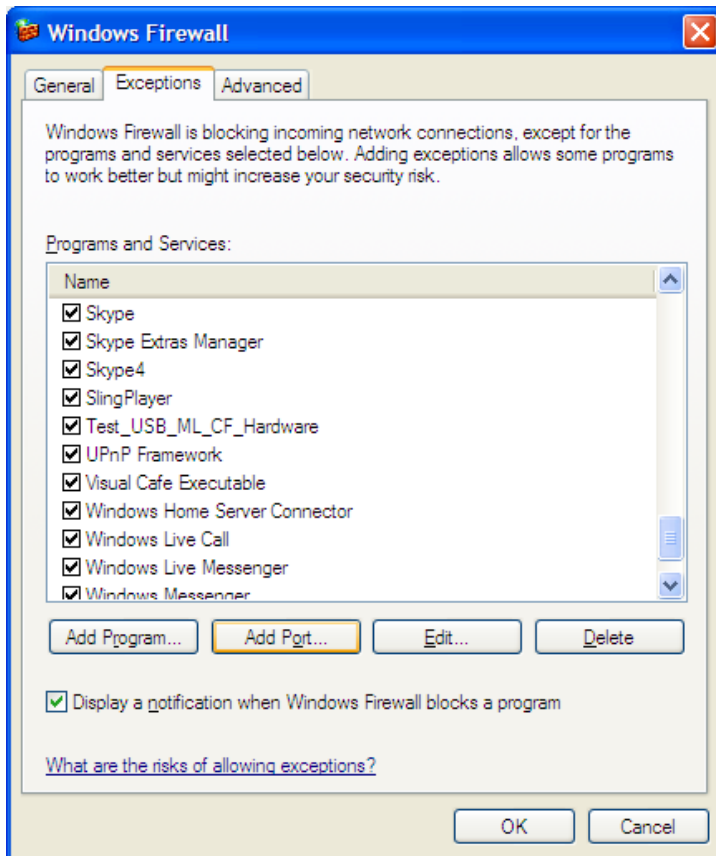 Windows Firewall
General Exceptions Advanced
Windows Firewall is blocking incoming network connections, except for the
programs and services selected below. Adding exceptions allows some programs
to work better but might increase your security risk.
Programs and Services:
Name
Skype
Skype Extras Manager
Skype4
SlingPlayer
Test_USB_ML_CF_Hardware
UPnP Framework
Visual Cafe Executable
Windows Home Server Connector
Windows Live Call
Windows Live Messenger
Windows Messenger
Add Program... Add Port... Edit... Delete
Display a notification when Windows Firewall blocks a program
What are the risks of allowing exceptions?
OK Cancel